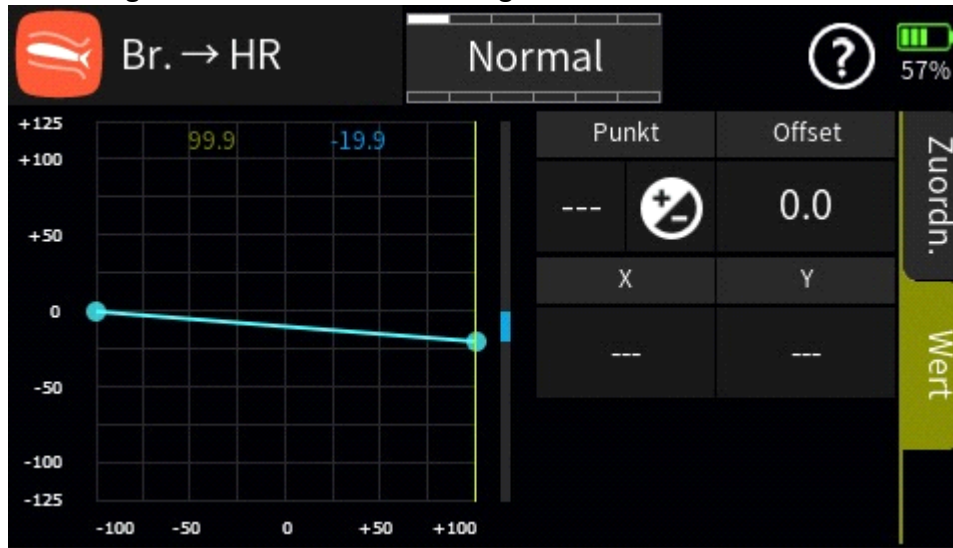 Br. → HR
Normal
?
57%
+125
99.9
-19.9
+100
+50
0
-50
-100
-125
-100 -50 0 +50 +100
Punkt Offset
--- 0.0
X Y
--- ---
Zuordn.
Wert